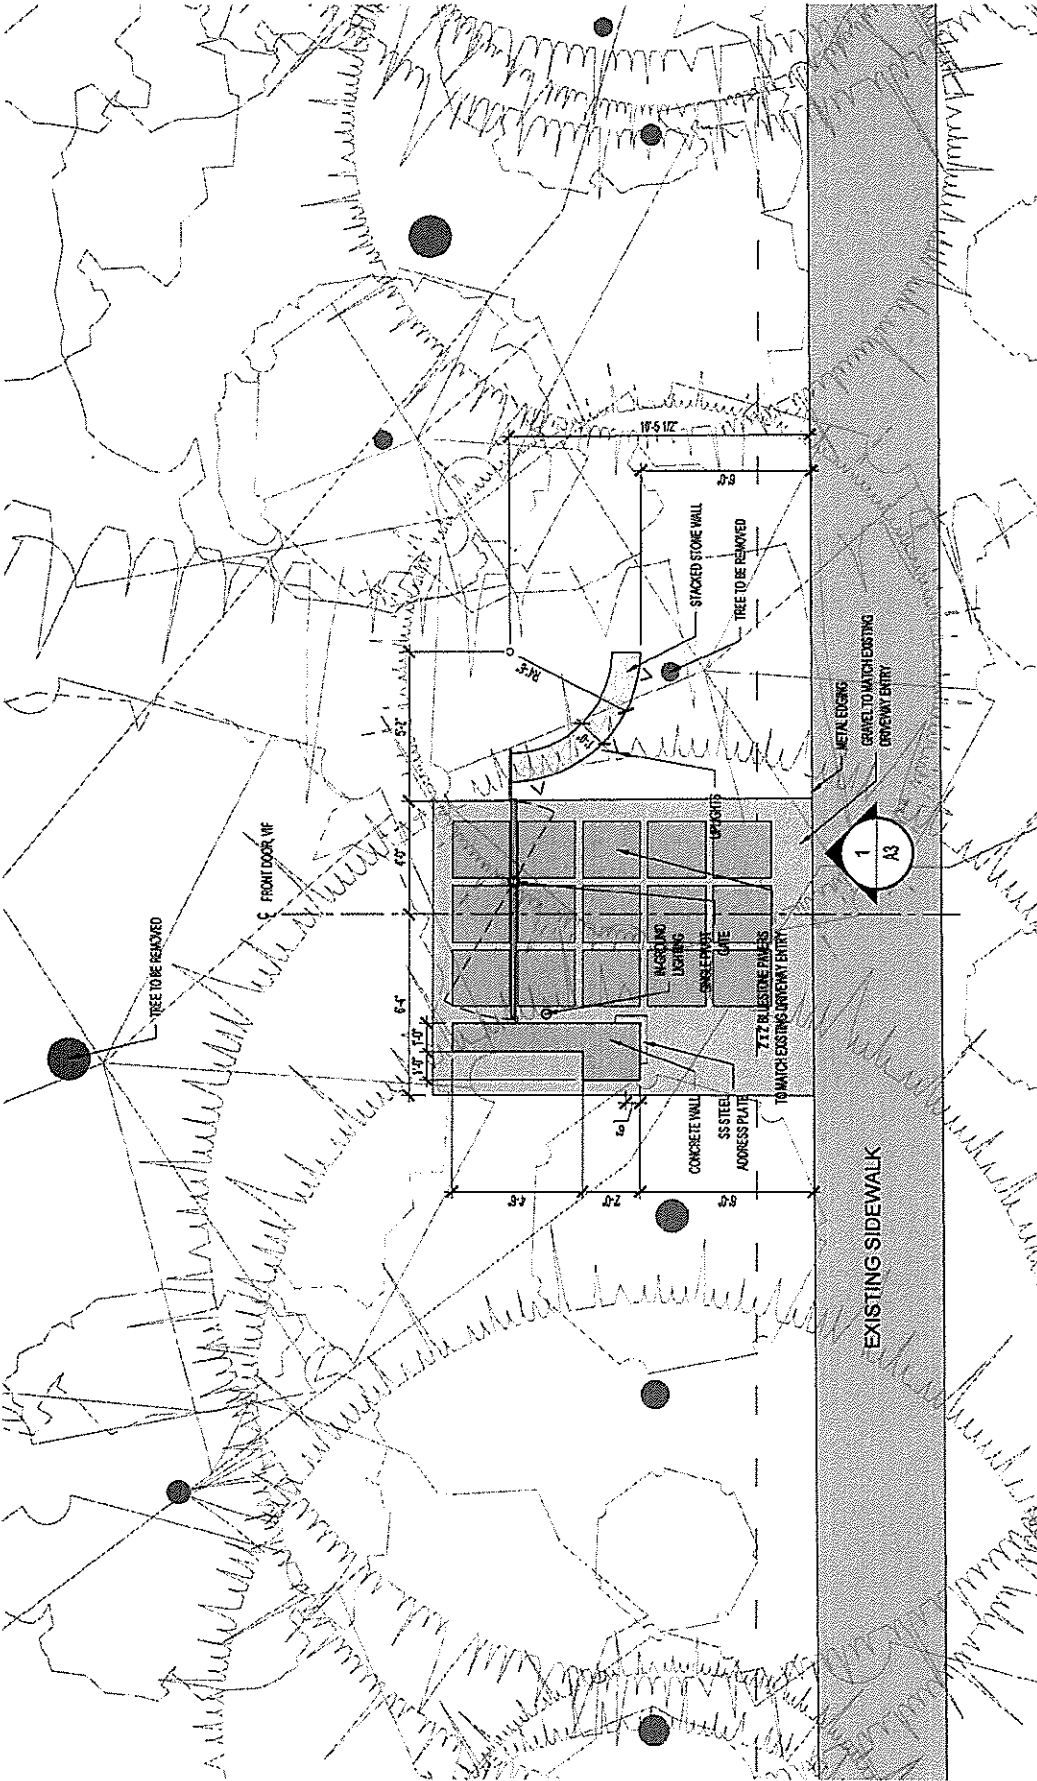 TREE TO BE REMOVED
℄ FRONT DOOR, VIF
6'-4"
4'-0"
5'-2"
1'-0"
1'-0"
4'-6"
2'-0"
6'-0"
10'-5 1/2"
6'-0"
STACKED STONE WALL
TREE TO BE REMOVED
UPLIGHTS
IN-GROUND
LIGHTING
SINGLE PIVOT
GATE
2' x 2' BLUESTONE PAVERS
TO MATCH EXISTING DRIVEWAY ENTRY
CONCRETE WALL
SS STEEL
ADDRESS PLATE
METAL EDGING
GRAVEL TO MATCH EXISTING
DRIVEWAY ENTRY
1
A3
EXISTING SIDEWALK